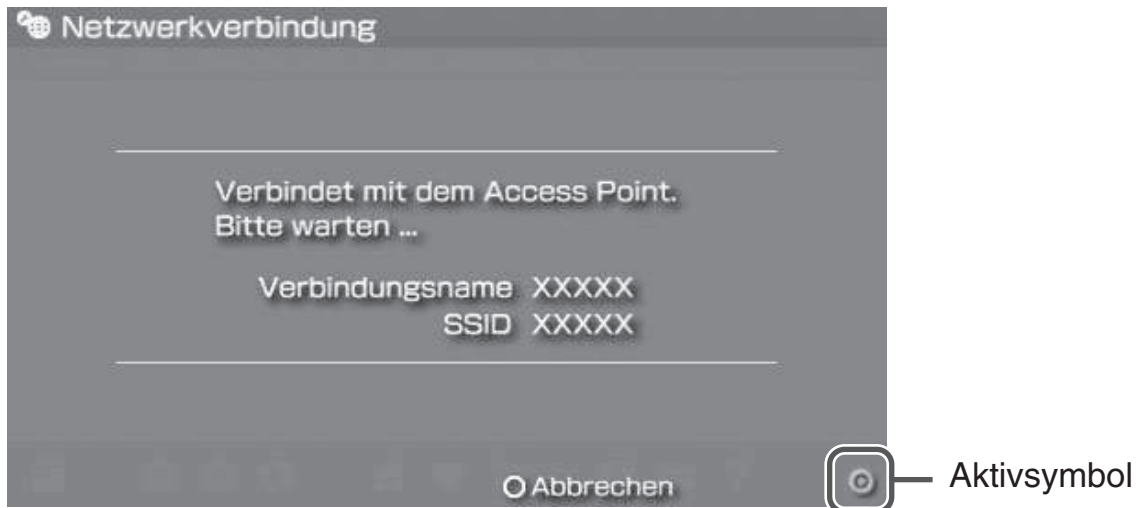 Netzwerkverbindung
Verbindet mit dem Access Point.
Bitte warten ...
Verbindungsname XXXXX
SSID XXXXX
Abbrechen
Aktivsymbol